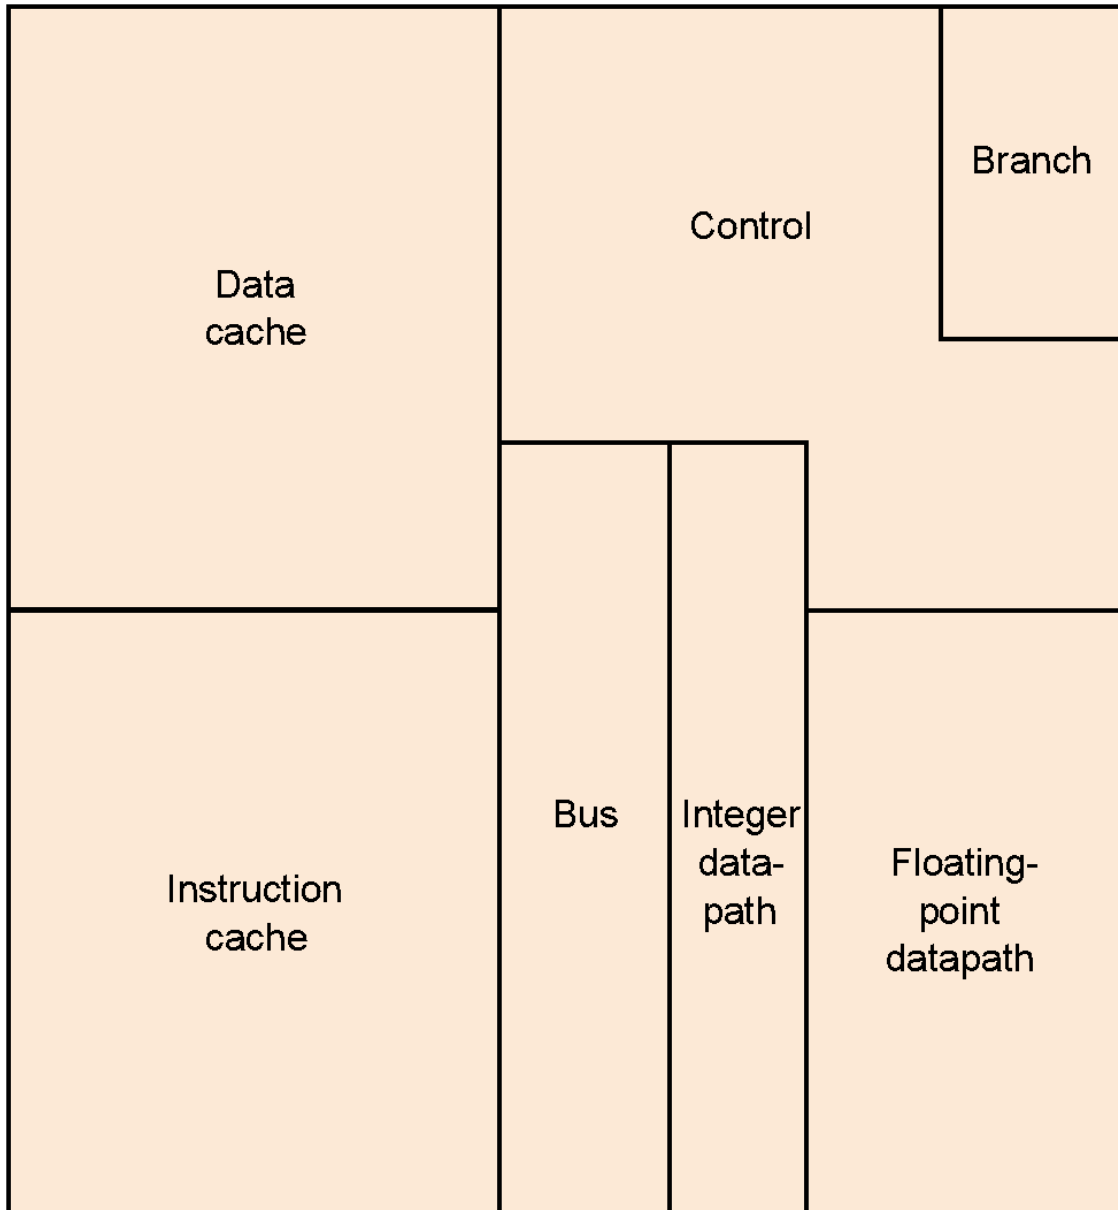 Branch
Control
Data
cache
Bus
Integer
data-
path
Floating-
point
datapath
Instruction
cache